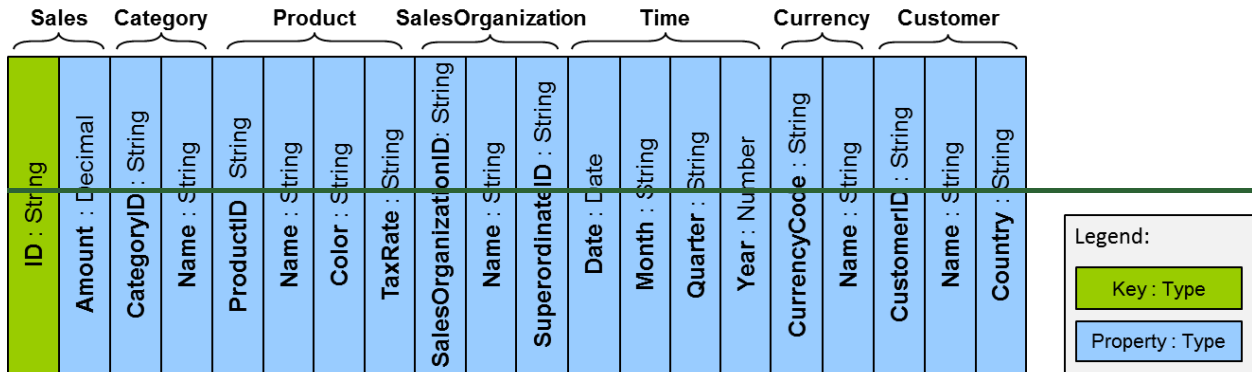 Sales Category Product SalesOrganization Time Currency Customer
ID : String
Amount : Decimal
CategoryID : String
Name : String
ProductID String
Name : String
Color : String
TaxRate : String
SalesOrganizationID: String
Name : String
SuperordinateID : String
Date : Date
Month : String
Quarter : String
Year : Number
CurrencyCode : String
Name : String
CustomerID : String
Name : String
Country : String
Legend:
Key : Type
Property : Type